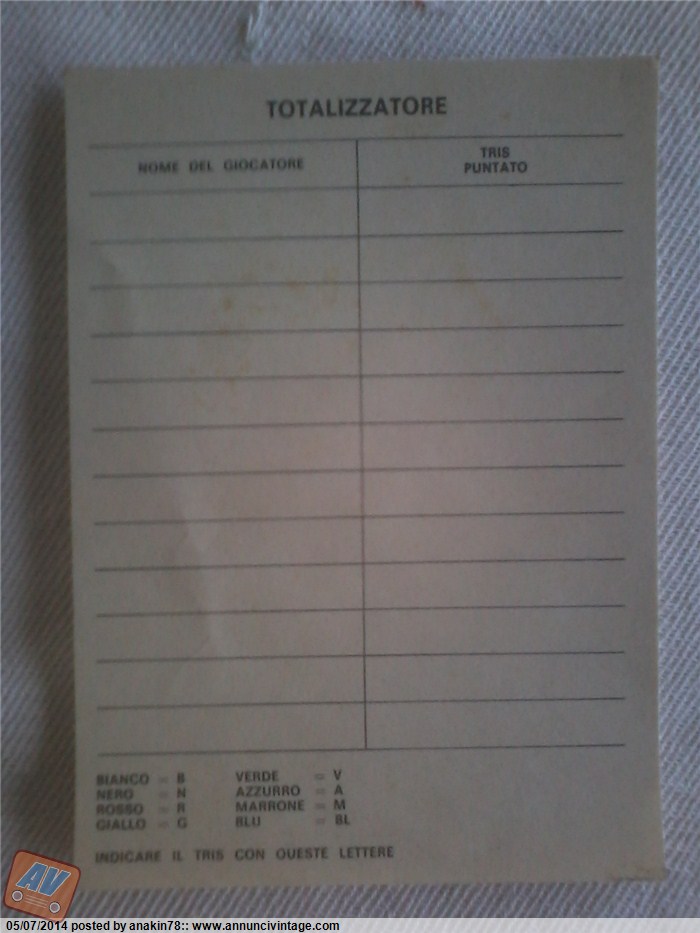 TOTALIZZATORE
NOME DEL GIOCATORE
TRIS
PUNTATO
BIANCO = B VERDE = V
NERO = N AZZURRO = A
ROSSO = R MARRONE = M
GIALLO = G BLU = BL
INDICARE IL TRIS CON QUESTE LETTERE
AV
05/07/2014 posted by anakin78:: www.annuncivintage.com